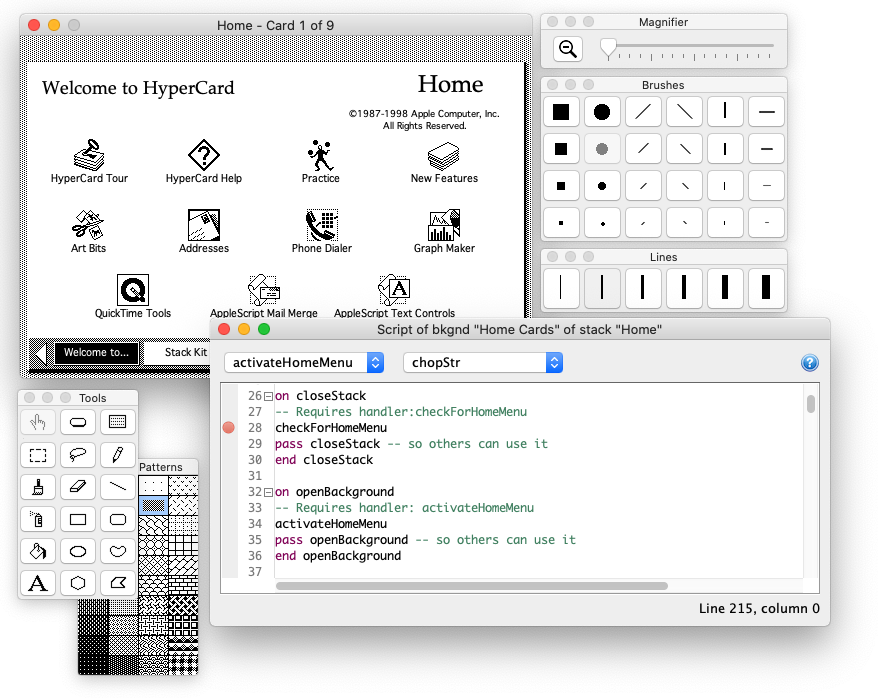 Home - Card 1 of 9
Welcome to HyperCard
Home
©1987-1998 Apple Computer, Inc.
All Rights Reserved.
HyperCard Tour
HyperCard Help
Practice
New Features
Art Bits
Addresses
Phone Dialer
Graph Maker
QuickTime Tools
AppleScript Mail Merge
AppleScript Text Controls
Welcome to...
Stack Kit
Magnifier
Brushes
Lines
Tools
A
Patterns
Script of bkgnd "Home Cards" of stack "Home"
activateHomeMenu
chopStr
?
26 on closeStack
27 -- Requires handler:checkForHomeMenu
28 checkForHomeMenu
29 pass closeStack -- so others can use it
30 end closeStack
31
32 on openBackground
33 -- Requires handler: activateHomeMenu
34 activateHomeMenu
35 pass openBackground -- so others can use it
36 end openBackground
37
Line 215, column 0